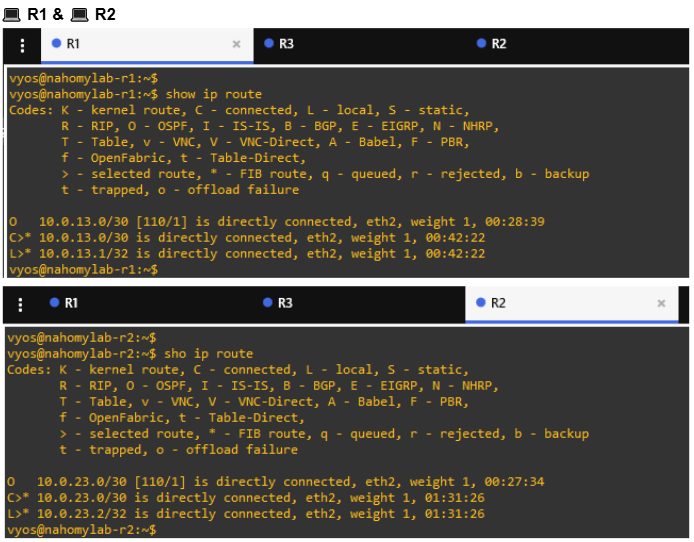 R1 & R2
R1 × R3 R2
vyos@nahomylab-r1:~$
vyos@nahomylab-r1:~$ show ip route
Codes: K - kernel route, C - connected, L - local, S - static,
R - RIP, O - OSPF, I - IS-IS, B - BGP, E - EIGRP, N - NHRP,
T - Table, v - VNC, V - VNC-Direct, A - Babel, F - PBR,
f - OpenFabric, t - Table-Direct,
> - selected route, * - FIB route, q - queued, r - rejected, b - backup
t - trapped, o - offload failure
O 10.0.13.0/30 [110/1] is directly connected, eth2, weight 1, 00:28:39
C>* 10.0.13.0/30 is directly connected, eth2, weight 1, 00:42:22
L>* 10.0.13.1/32 is directly connected, eth2, weight 1, 00:42:22
vyos@nahomylab-r1:~$
R1 R3 R2 ×
vyos@nahomylab-r2:~$
vyos@nahomylab-r2:~$ sho ip route
Codes: K - kernel route, C - connected, L - local, S - static,
R - RIP, O - OSPF, I - IS-IS, B - BGP, E - EIGRP, N - NHRP,
T - Table, v - VNC, V - VNC-Direct, A - Babel, F - PBR,
f - OpenFabric, t - Table-Direct,
> - selected route, * - FIB route, q - queued, r - rejected, b - backup
t - trapped, o - offload failure
O 10.0.23.0/30 [110/1] is directly connected, eth2, weight 1, 00:27:34
C>* 10.0.23.0/30 is directly connected, eth2, weight 1, 01:31:26
L>* 10.0.23.2/32 is directly connected, eth2, weight 1, 01:31:26
vyos@nahomylab-r2:~$